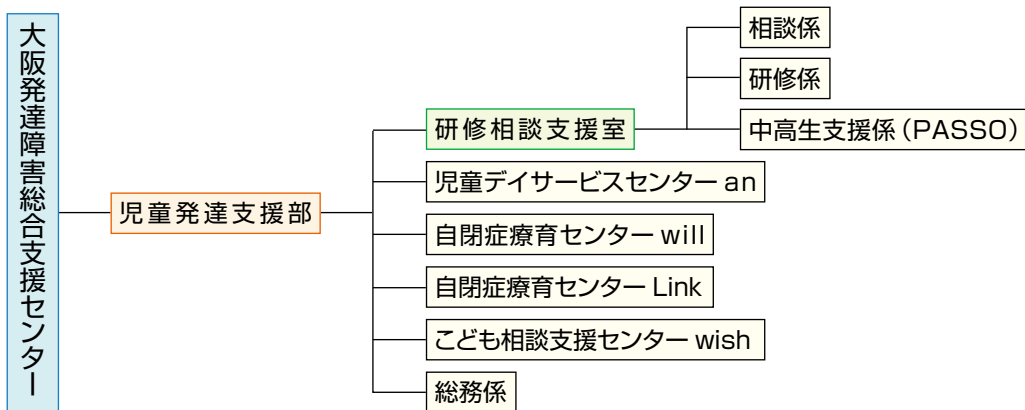 大阪発達障害総合支援センター
児童発達支援部
研修相談支援室
相談係
研修係
中高生支援係（PASSO）
児童デイサービスセンター an
自閉症療育センター will
自閉症療育センター Link
こども相談支援センター wish
総務係